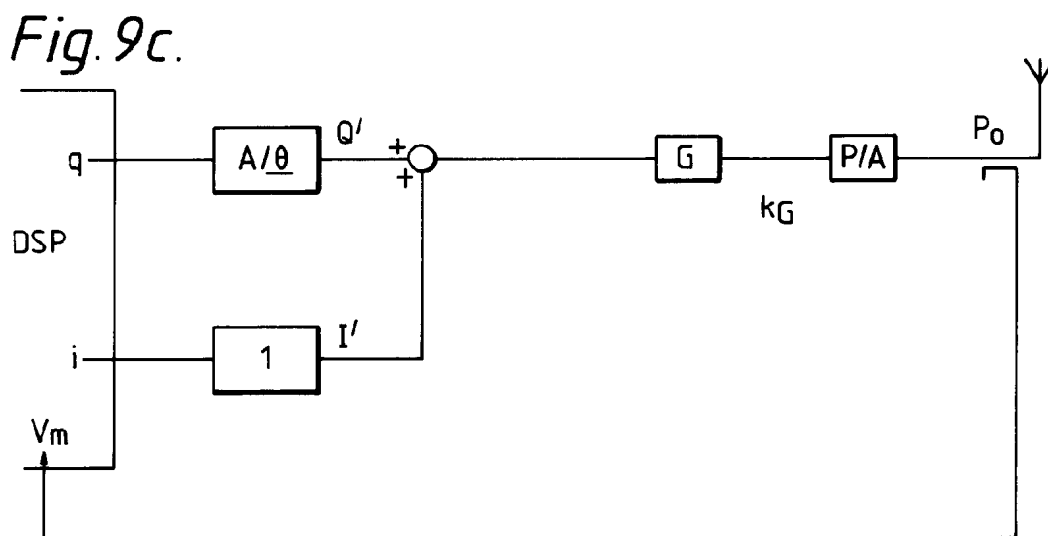 Fig. 9c.
q
A/θ
Q'
+
+
G
kG
P/A
Po
DSP
i
1
I'
Vm